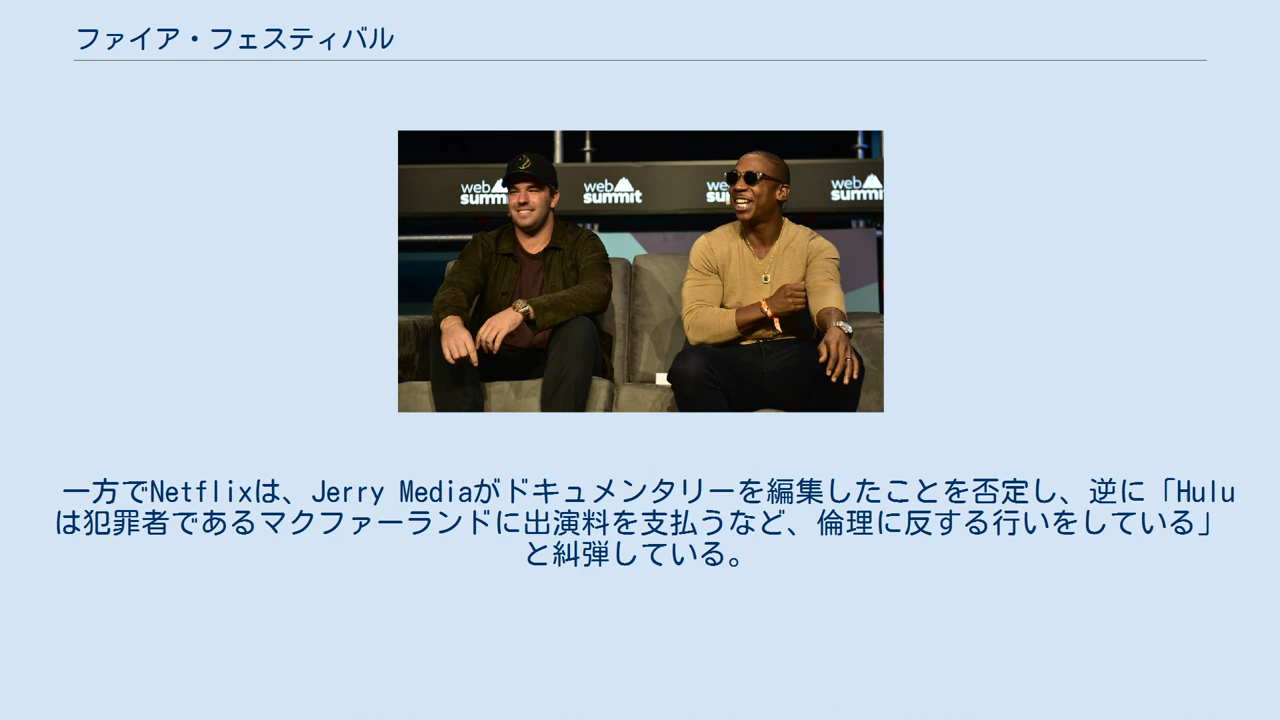 ファイア・フェスティバル
web summit
web summit
web su
web summit
一方でNetflixは、Jerry Mediaがドキュメンタリーを編集したことを否定し、逆に「Hulu
は犯罪者であるマクファーランドに出演料を支払うなど、倫理に反する行いをしている」
と糾弾している。